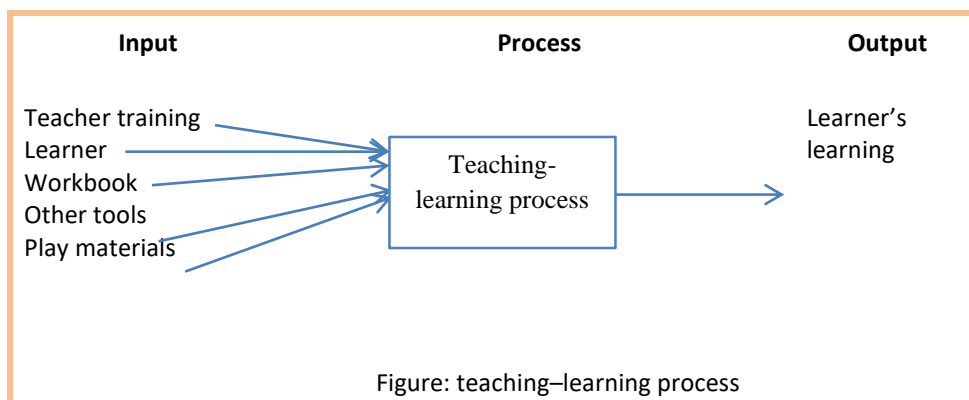 Input Process Output
Teacher training
Learner
Workbook
Other tools
Play materials
Teaching-
learning process
Learner’s
learning
Figure: teaching–learning process